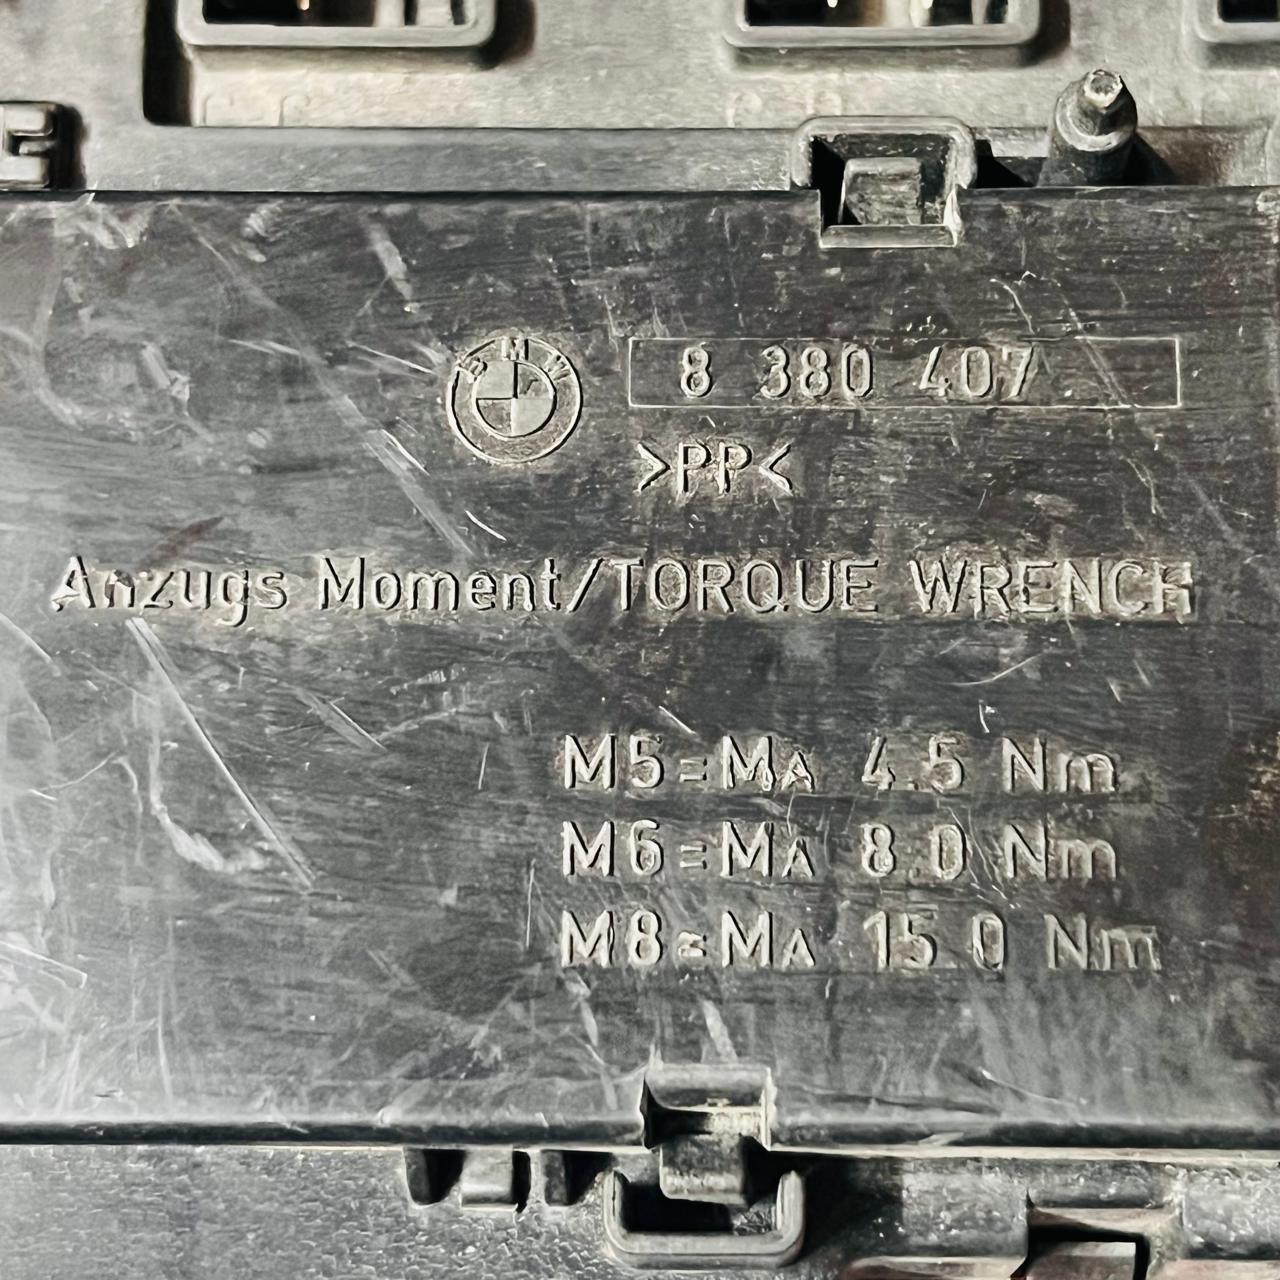 E
BMW
8 380 407
>PP<
Anzugs Moment/TORQUE WRENCH
M5=MA 4.5 Nm
M6=MA 8.0 Nm
M8=MA 15.0 Nm